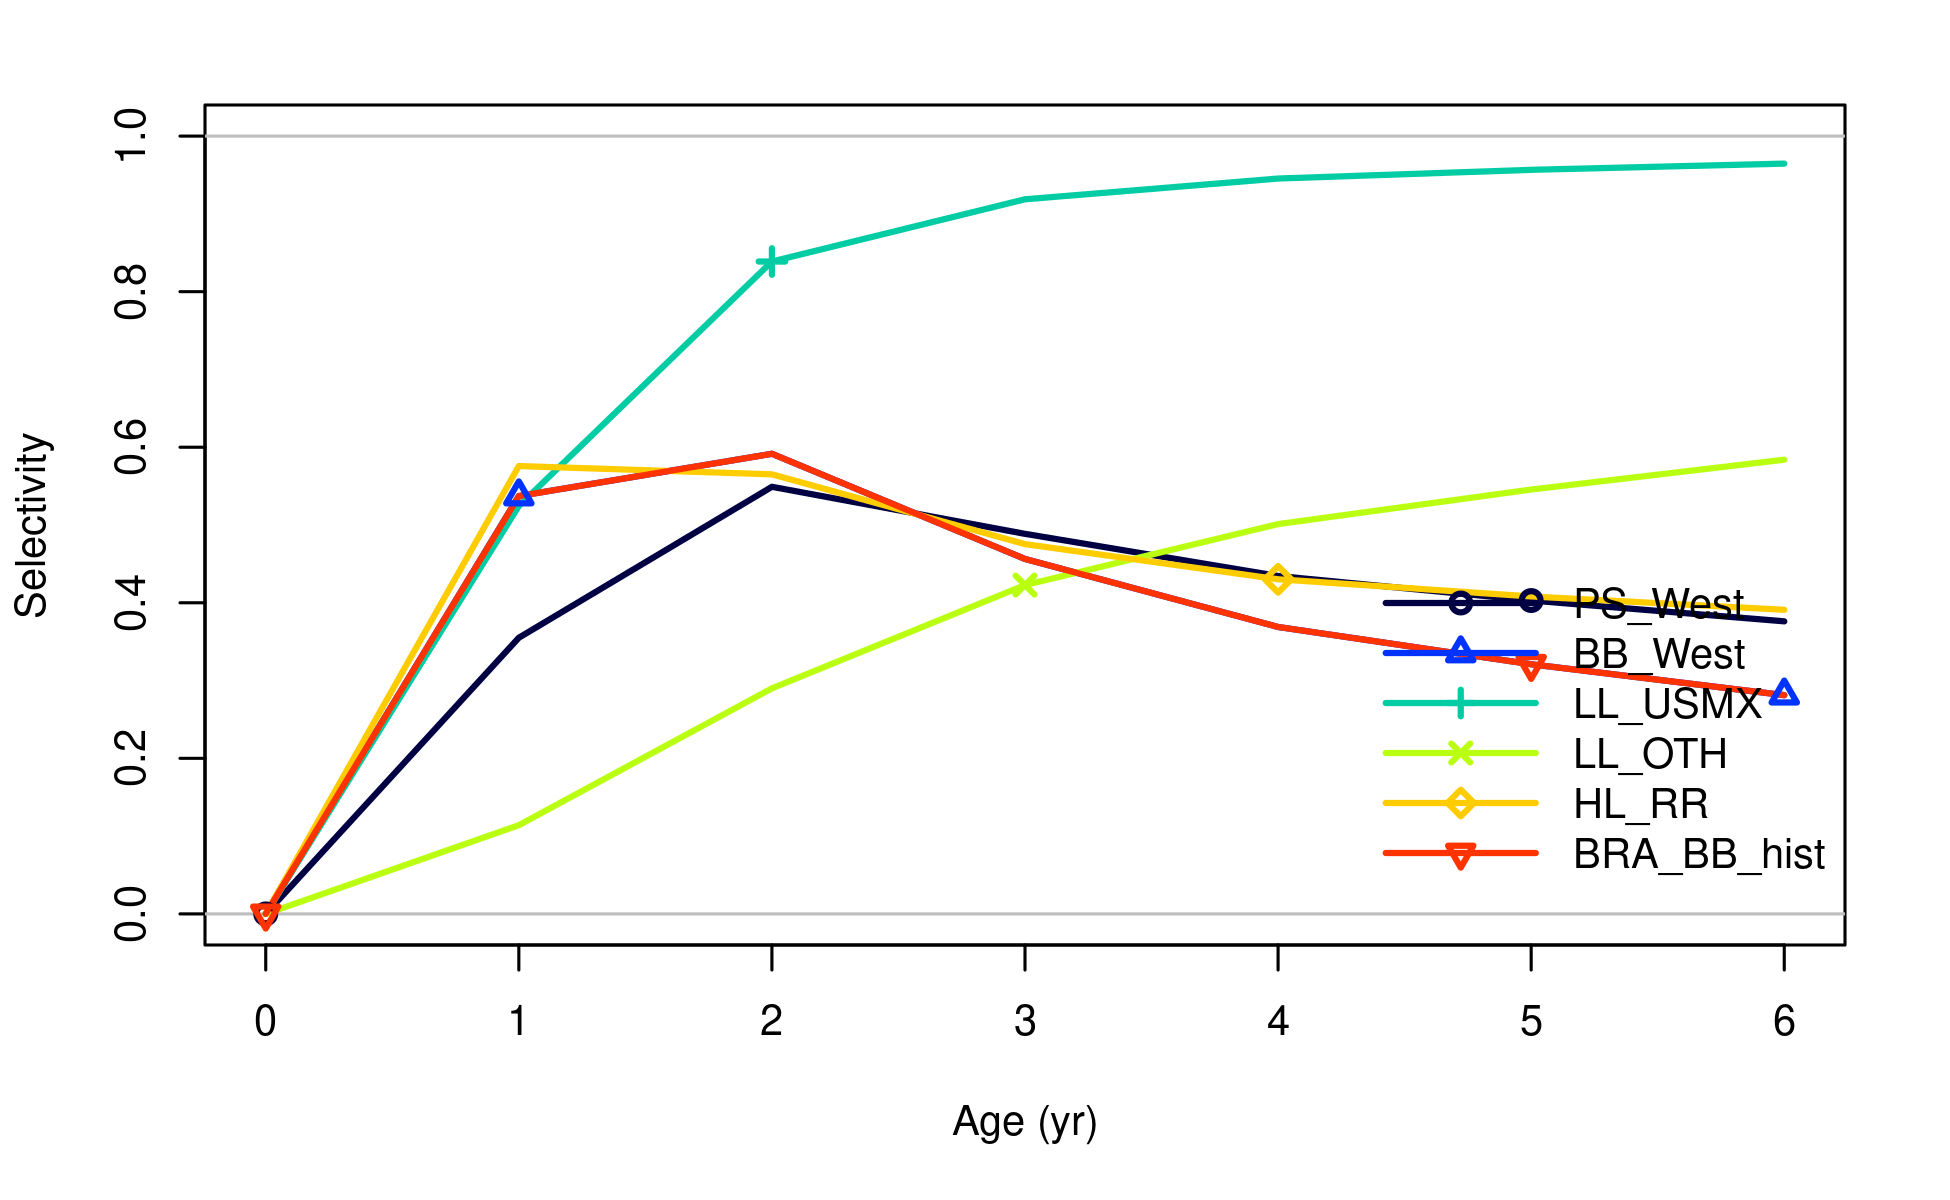 1.0
0.8
0.6
0.4
0.2
0.0
Selectivity
PS_West
BB_West
LL_USMX
LL_OTH
HL_RR
BRA_BB_hist
0 1 2 3 4 5 6
Age (yr)